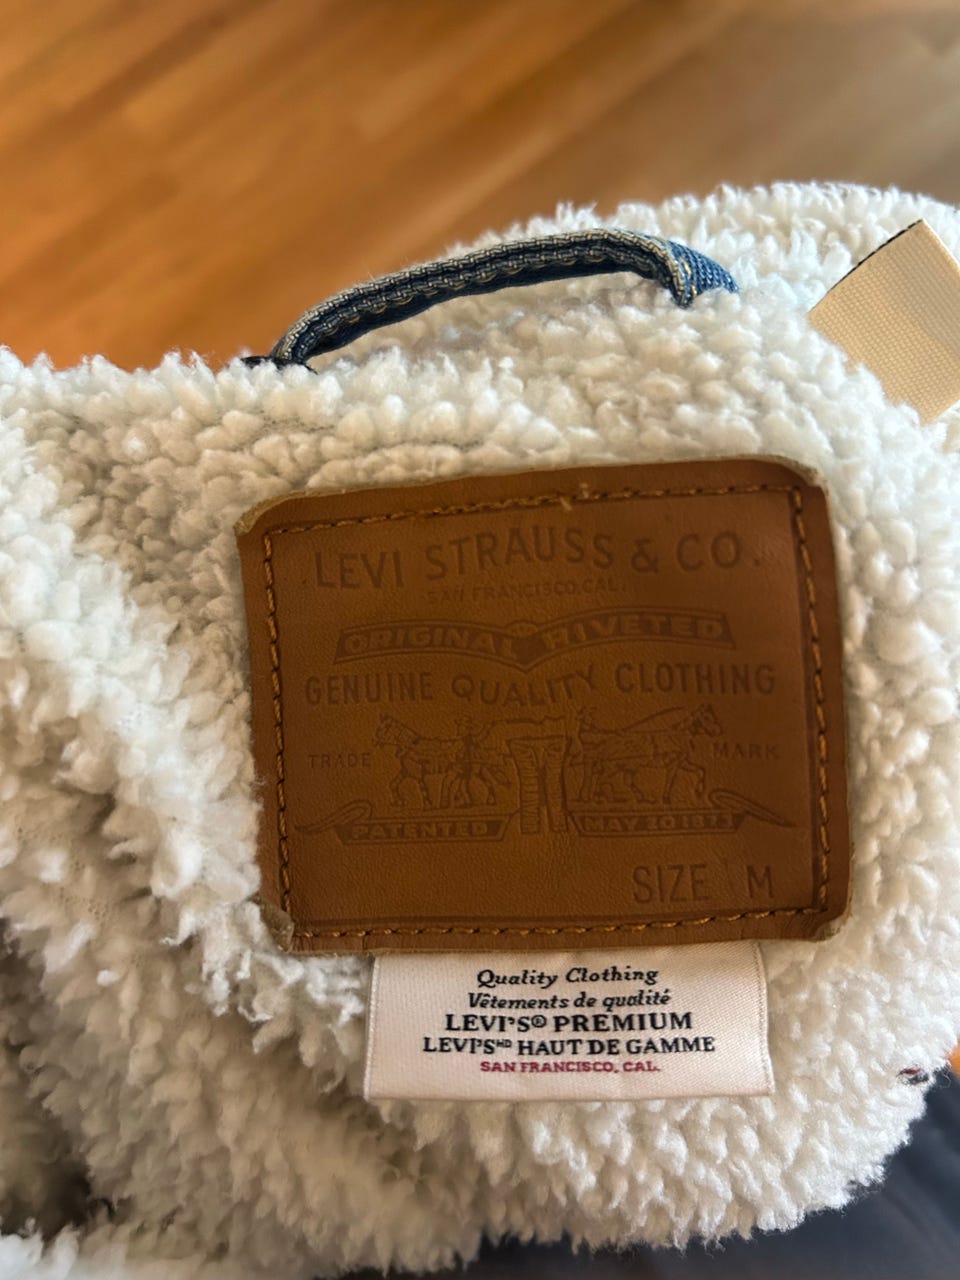 LEVI STRAUSS & CO.
SAN FRANCISCO, CAL.
ORIGINAL RIVETED
GENUINE QUALITY CLOTHING
TRADE MARK
PATENTED MAY 20 1873
SIZE M
Quality Clothing
Vêtements de qualité
LEVI'S® PREMIUM
LEVI'Sᴹᴰ HAUT DE GAMME
SAN FRANCISCO, CAL.